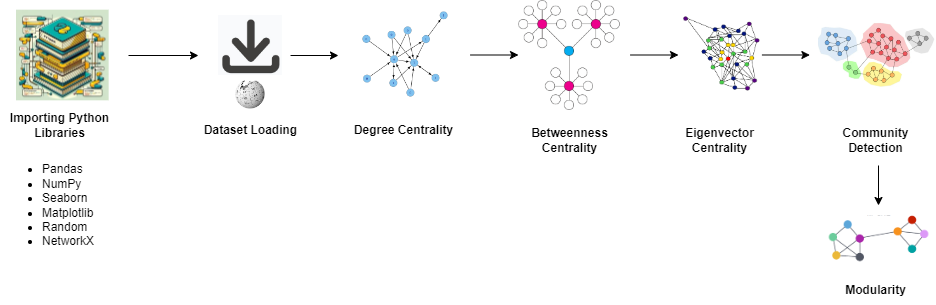 Importing Python
Libraries
Pandas
NumPy
Seaborn
Matplotlib
Random
NetworkX
Dataset Loading
Degree Centrality
Betweenness
Centrality
Eigenvector
Centrality
Community
Detection
Modularity